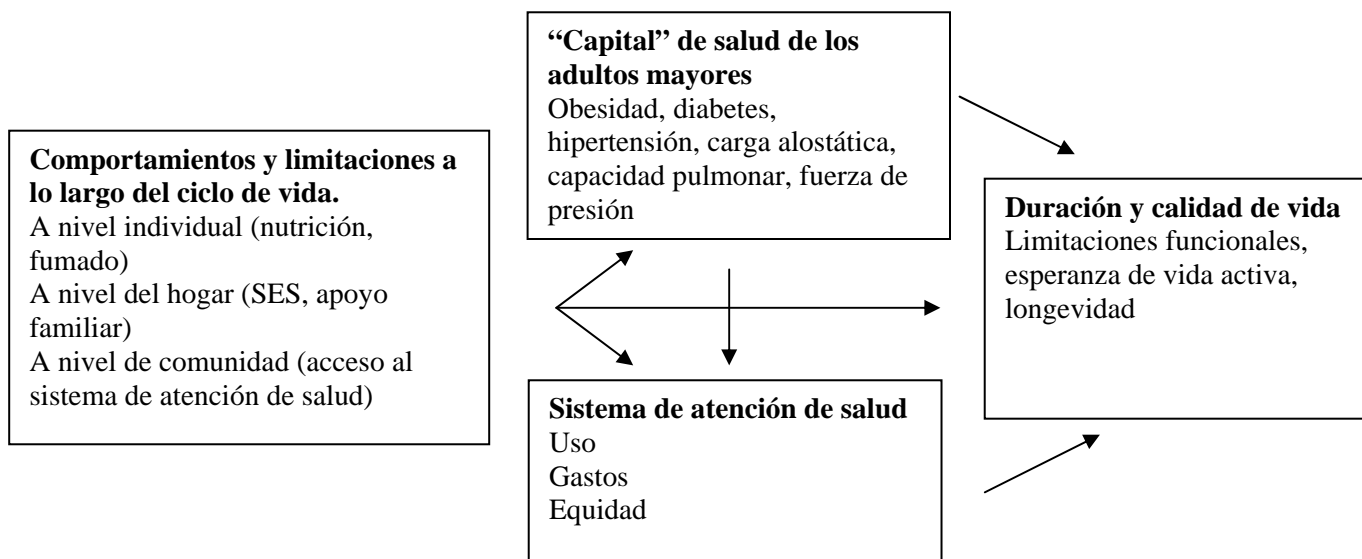 “Capital” de salud de los
adultos mayores
Obesidad, diabetes,
hipertensión, carga alostática,
capacidad pulmonar, fuerza de
presión
Comportamientos y limitaciones a
lo largo del ciclo de vida.
A nivel individual (nutrición,
fumado)
A nivel del hogar (SES, apoyo
familiar)
A nivel de comunidad (acceso al
sistema de atención de salud)
Duración y calidad de vida
Limitaciones funcionales,
esperanza de vida activa,
longevidad
Sistema de atención de salud
Uso
Gastos
Equidad